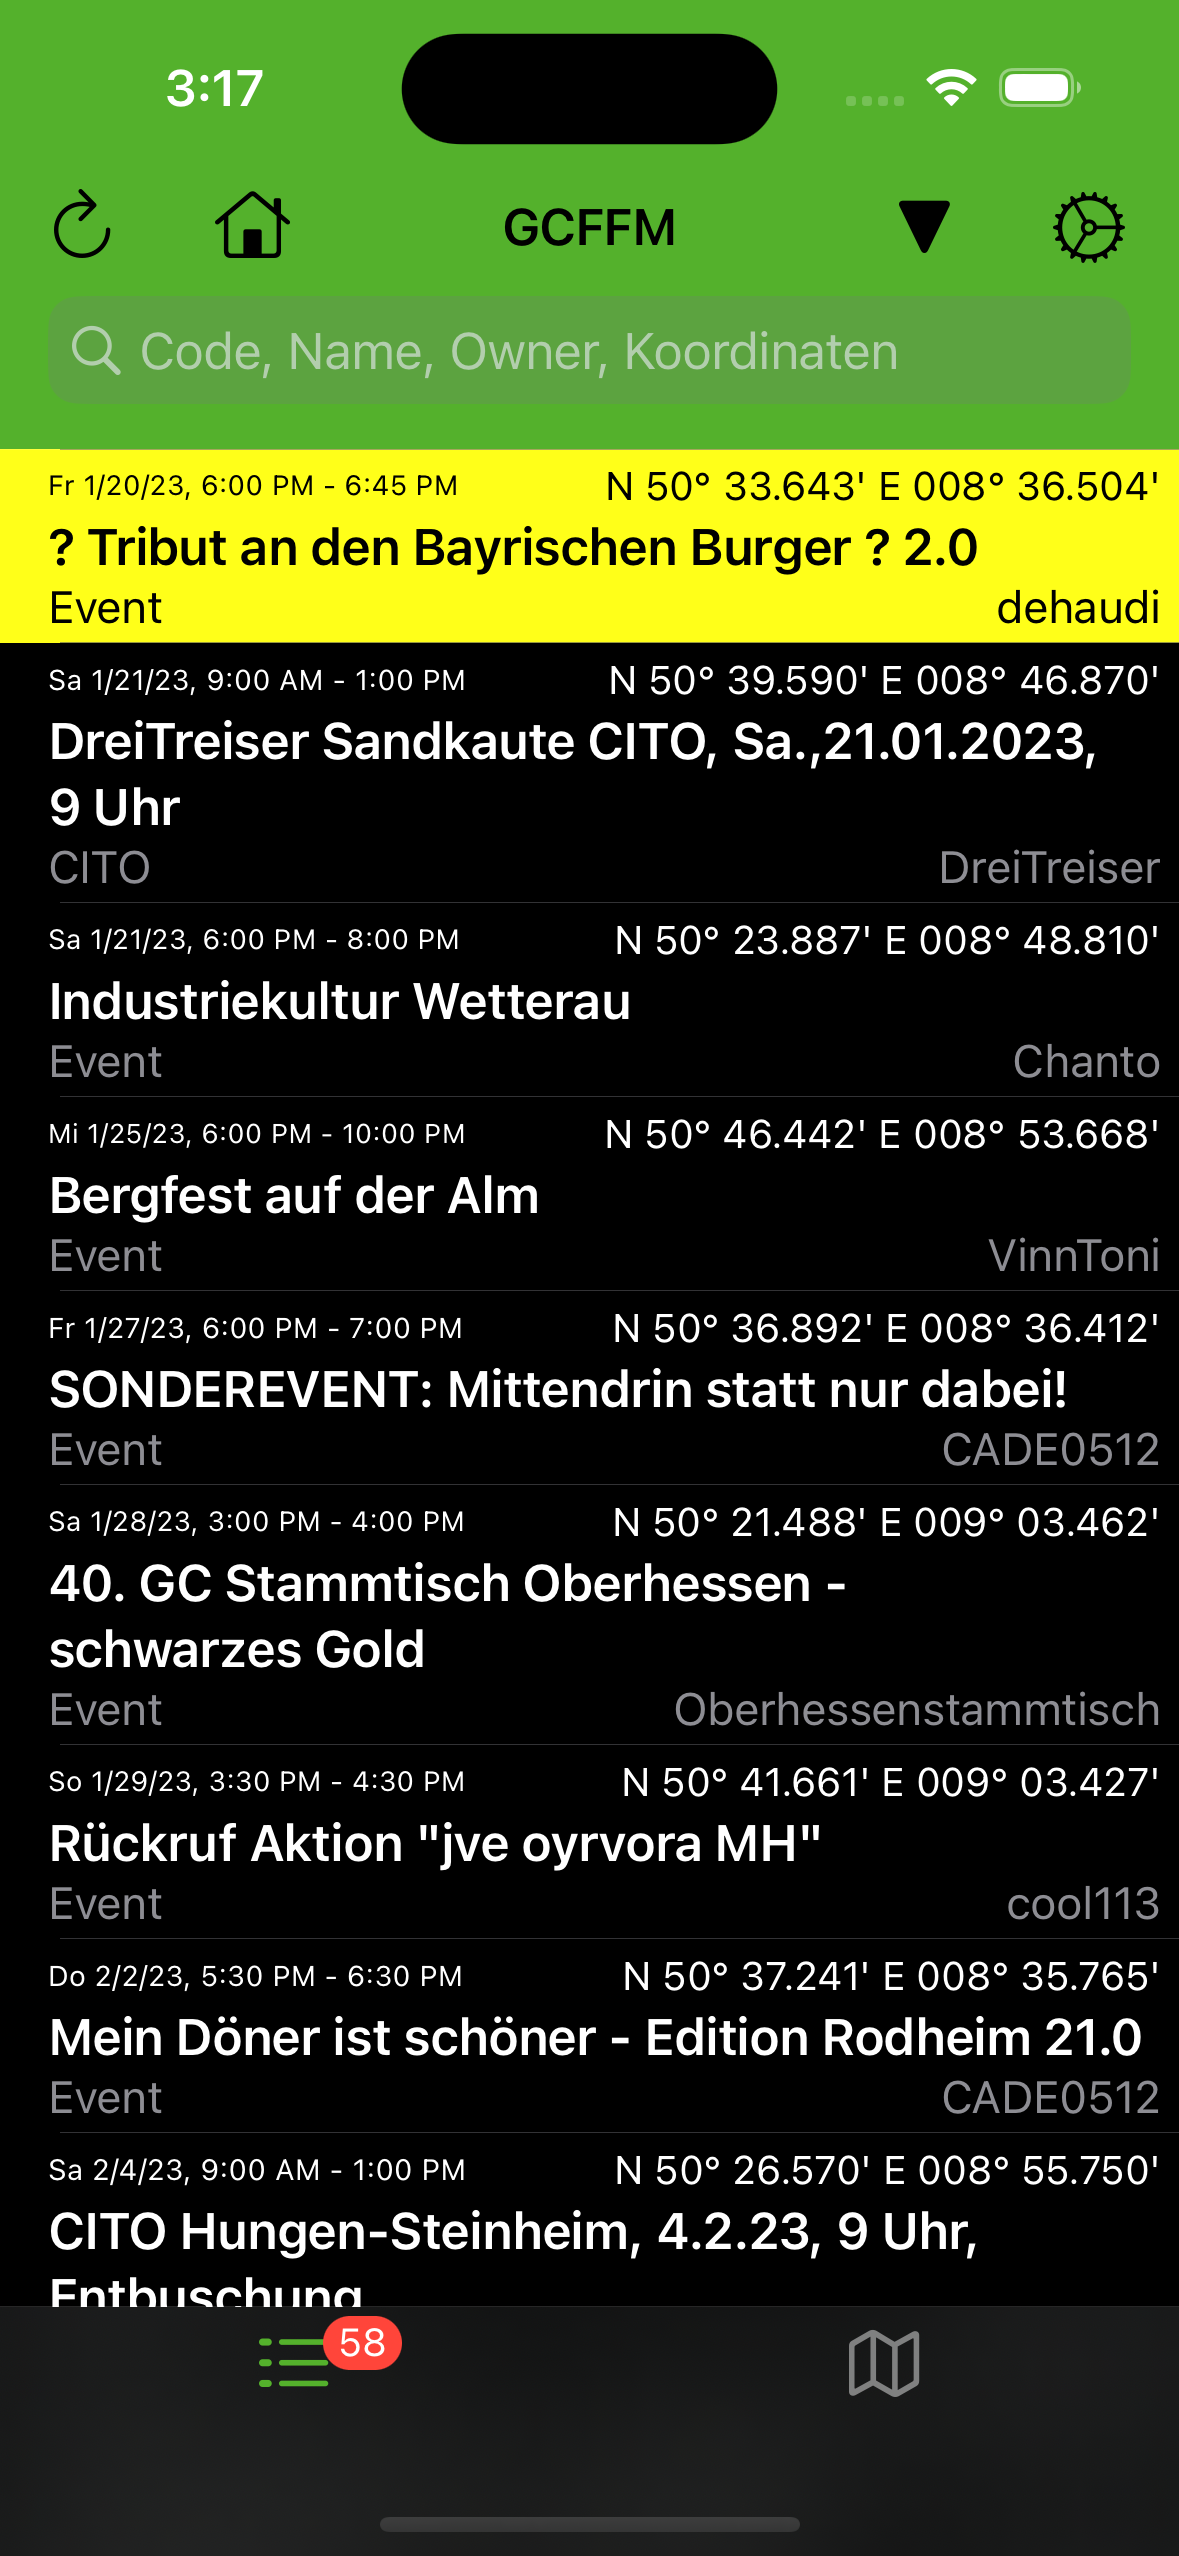 3:17
GCFFM
Code, Name, Owner, Koordinaten
Fr 1/20/23, 6:00 PM - 6:45 PM N 50° 33.643' E 008° 36.504'
? Tribut an den Bayrischen Burger ? 2.0
Event dehaudi
Sa 1/21/23, 9:00 AM - 1:00 PM N 50° 39.590' E 008° 46.870'
DreiTreiser Sandkaute CITO, Sa.,21.01.2023,
9 Uhr
CITO DreiTreiser
Sa 1/21/23, 6:00 PM - 8:00 PM N 50° 23.887' E 008° 48.810'
Industriekultur Wetterau
Event Chanto
Mi 1/25/23, 6:00 PM - 10:00 PM N 50° 46.442' E 008° 53.668'
Bergfest auf der Alm
Event VinnToni
Fr 1/27/23, 6:00 PM - 7:00 PM N 50° 36.892' E 008° 36.412'
SONDEREVENT: Mittendrin statt nur dabei!
Event CADE0512
Sa 1/28/23, 3:00 PM - 4:00 PM N 50° 21.488' E 009° 03.462'
40. GC Stammtisch Oberhessen -
schwarzes Gold
Event Oberhessenstammtisch
So 1/29/23, 3:30 PM - 4:30 PM N 50° 41.661' E 009° 03.427'
Rückruf Aktion "jve oyrvora MH"
Event cool113
Do 2/2/23, 5:30 PM - 6:30 PM N 50° 37.241' E 008° 35.765'
Mein Döner ist schöner - Edition Rodheim 21.0
Event CADE0512
Sa 2/4/23, 9:00 AM - 1:00 PM N 50° 26.570' E 008° 55.750'
CITO Hungen-Steinheim, 4.2.23, 9 Uhr,
Entbuschung
58